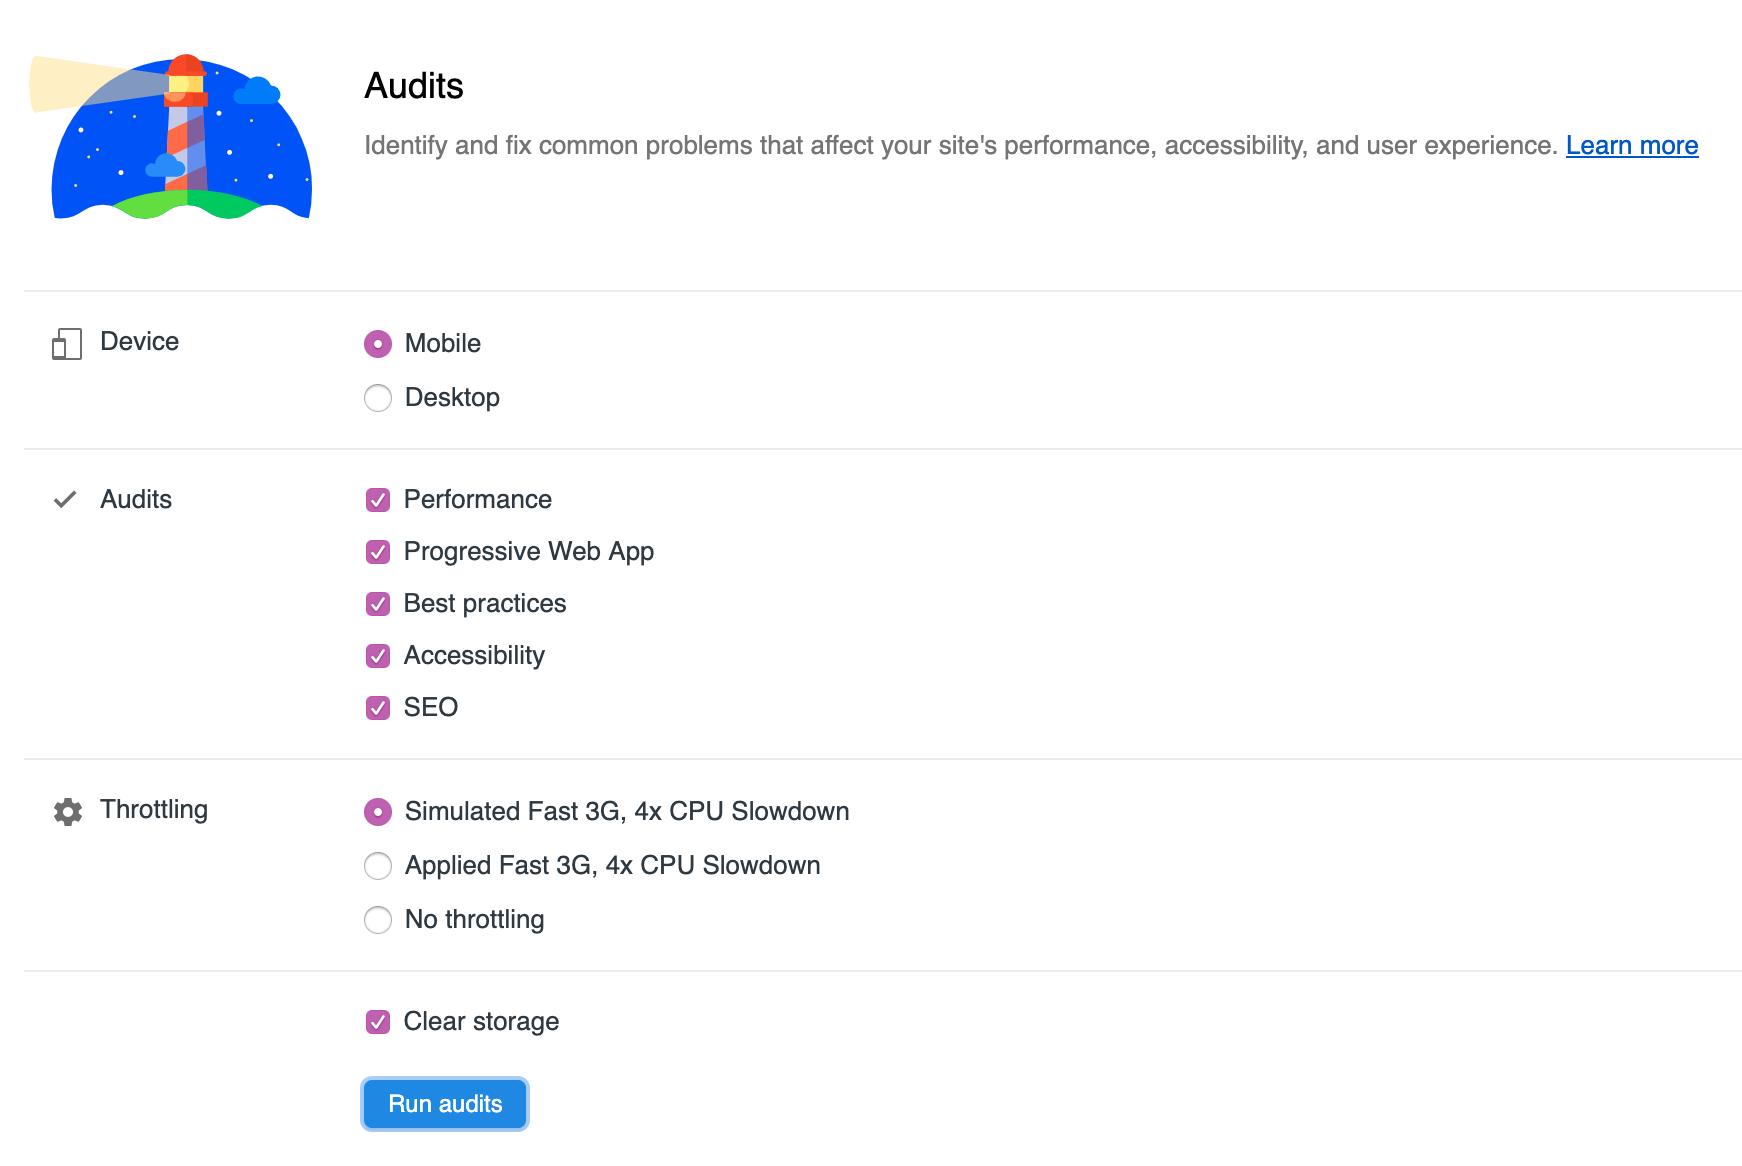 Audits
Identify and fix common problems that affect your site's performance, accessibility, and user experience. Learn more
Device
Mobile
Desktop
Audits
Performance
Progressive Web App
Best practices
Accessibility
SEO
Throttling
Simulated Fast 3G, 4x CPU Slowdown
Applied Fast 3G, 4x CPU Slowdown
No throttling
Clear storage
Run audits